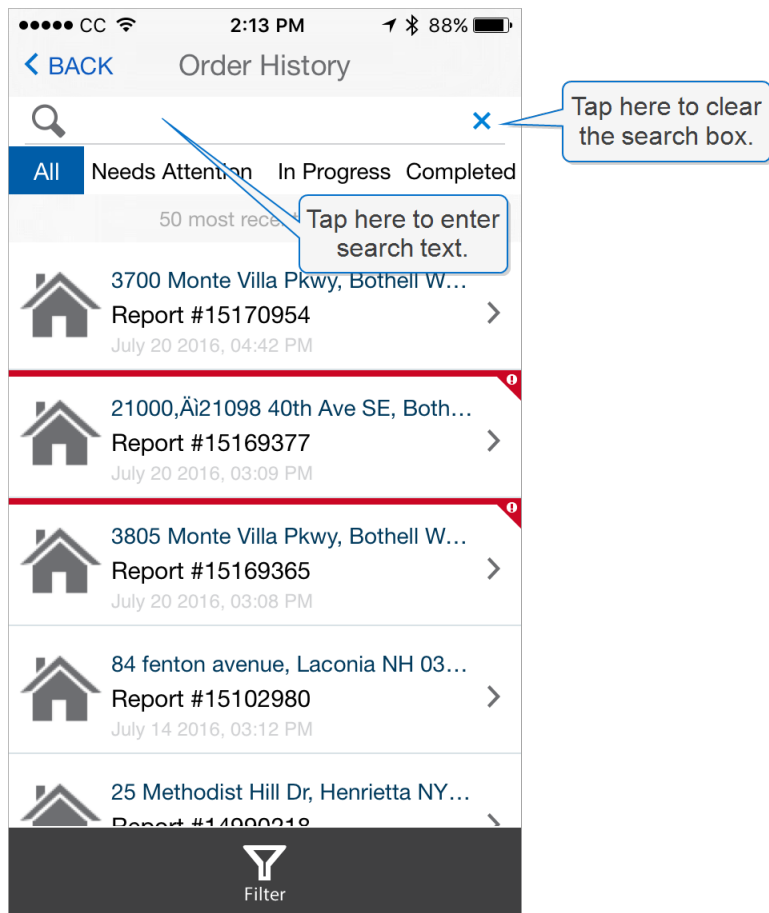 CC 2:13 PM 88%
BACK Order History
Tap here to clear
the search box.
All Needs Attention In Progress Completed
50 most
Tap here to enter
search text.
3700 Monte Villa Pkwy, Bothell W...
Report #15170954
July 20 2016, 04:42 PM
21000‚Äì21098 40th Ave SE, Both...
Report #15169377
July 20 2016, 03:09 PM
3805 Monte Villa Pkwy, Bothell W...
Report #15169365
July 20 2016, 03:08 PM
84 fenton avenue, Laconia NH 03...
Report #15102980
July 14 2016, 03:12 PM
25 Methodist Hill Dr, Henrietta NY...
Report #14990218
Filter